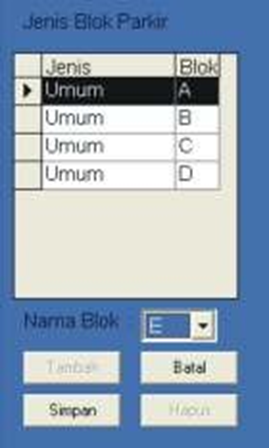 Jenis Blok Parkir
Jenis Blok
Umum A
Umum B
Umum C
Umum D
Nama Blok : E
Tambah Batal
Simpan Hapus